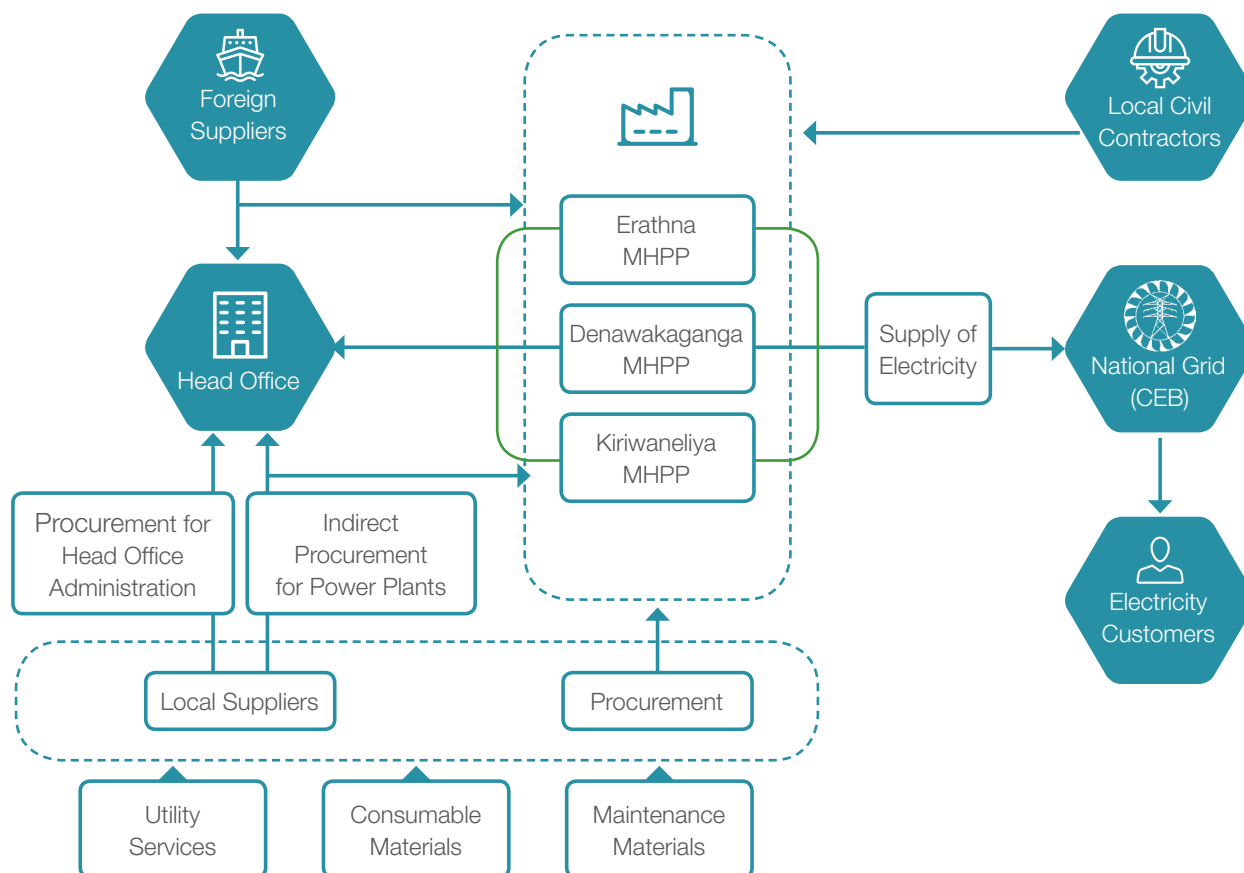 Foreign
Suppliers
Local Civil
Contractors
Erathna
MHPP
Denawakaganga
MHPP
Supply of
Electricity
National Grid
(CEB)
Head Office
Kiriwaneliya
MHPP
Procurement for
Head Office
Administration
Indirect
Procurement
for Power Plants
Electricity
Customers
Local Suppliers
Procurement
Utility
Services
Consumable
Materials
Maintenance
Materials